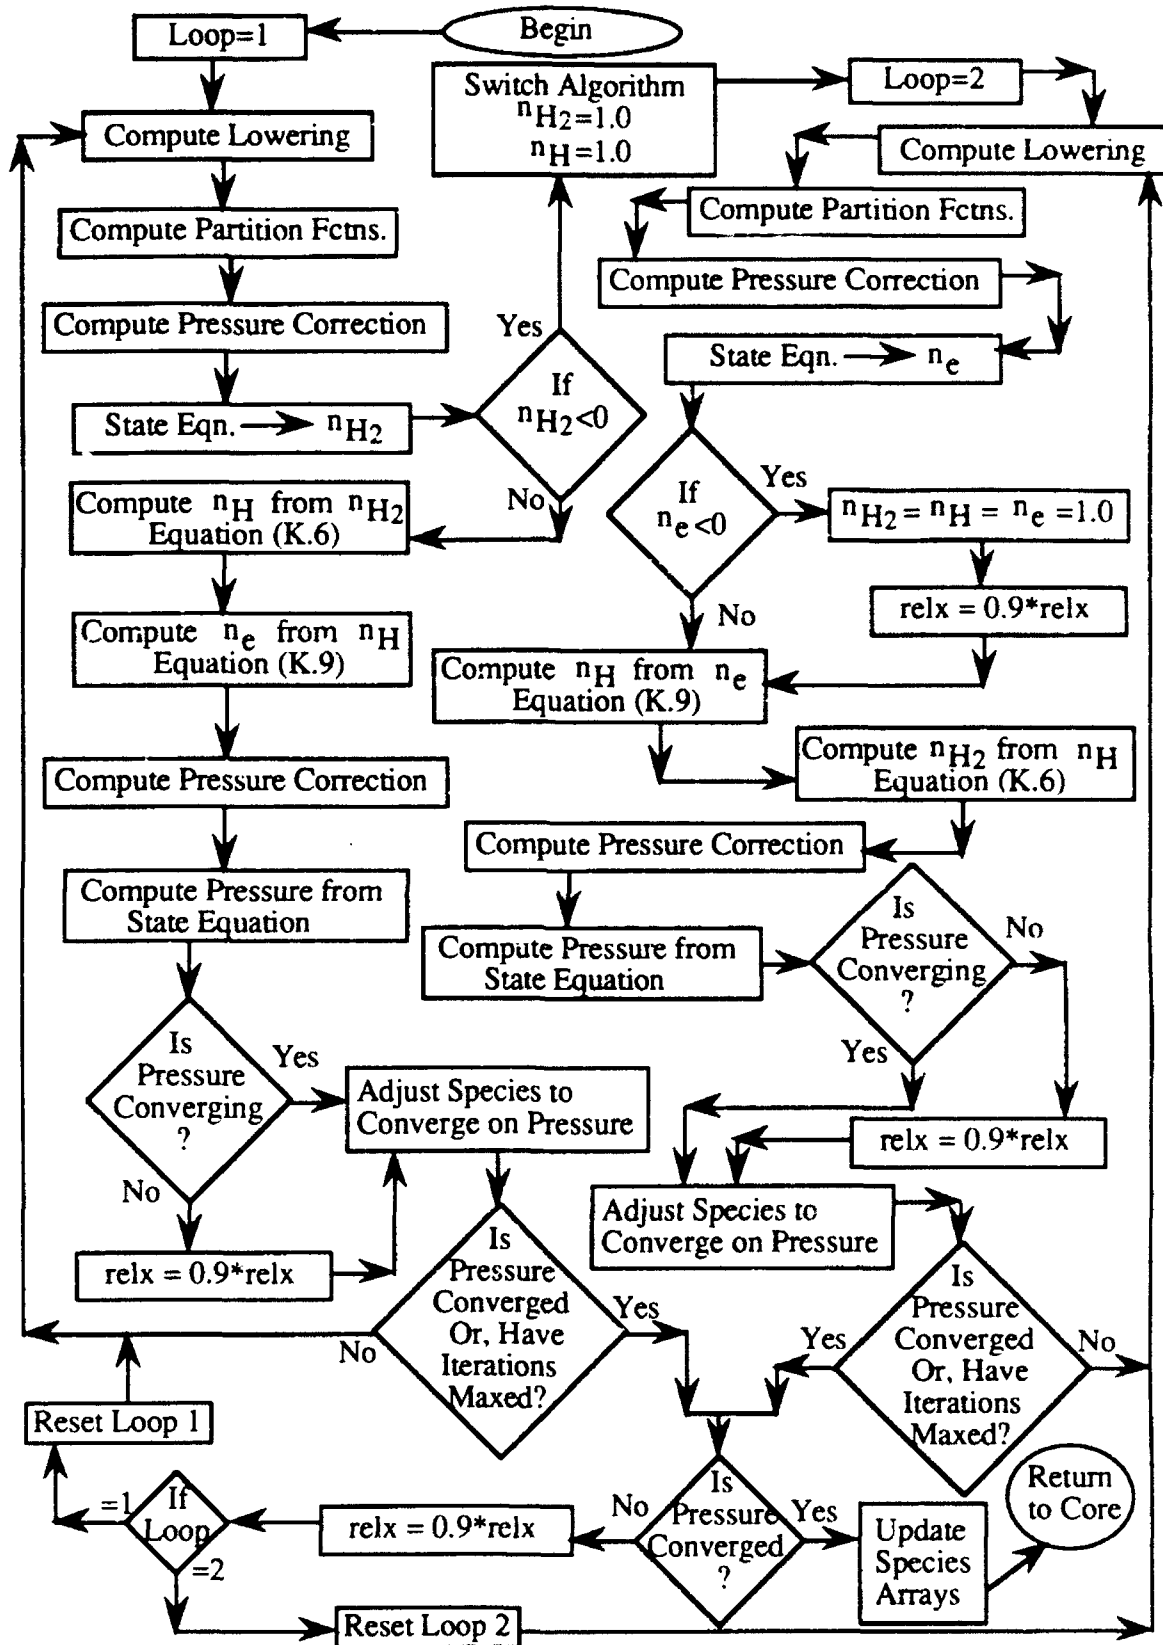 Begin
Loop=1
Compute Lowering
Compute Partition Fctns.
Compute Pressure Correction
State Eqn. → nH2
If
nH2<0
Yes
No
Switch Algorithm
nH2=1.0
nH=1.0
Loop=2
Compute Lowering
Compute Partition Fctns.
Compute Pressure Correction
State Eqn. → ne
If
ne<0
Yes
No
nH2 = nH = ne =1.0
relx = 0.9*relx
Compute nH from ne
Equation (K.9)
Compute nH2 from nH
Equation (K.6)
Compute Pressure Correction
Compute Pressure from
State Equation
Is
Pressure
Converging
?
No
Yes
relx = 0.9*relx
Adjust Species to
Converge on Pressure
Is
Pressure
Converged
Or, Have
Iterations
Maxed?
Yes
No
Compute nH from nH2
Equation (K.6)
Compute ne from nH
Equation (K.9)
Compute Pressure Correction
Compute Pressure from
State Equation
Is
Pressure
Converging
?
Yes
No
relx = 0.9*relx
Adjust Species to
Converge on Pressure
Is
Pressure
Converged
Or, Have
Iterations
Maxed?
No
Yes
Is
Pressure
Converged
?
No
Yes
Update
Species
Arrays
Return
to Core
relx = 0.9*relx
If
Loop
=1
=2
Reset Loop 1
Reset Loop 2